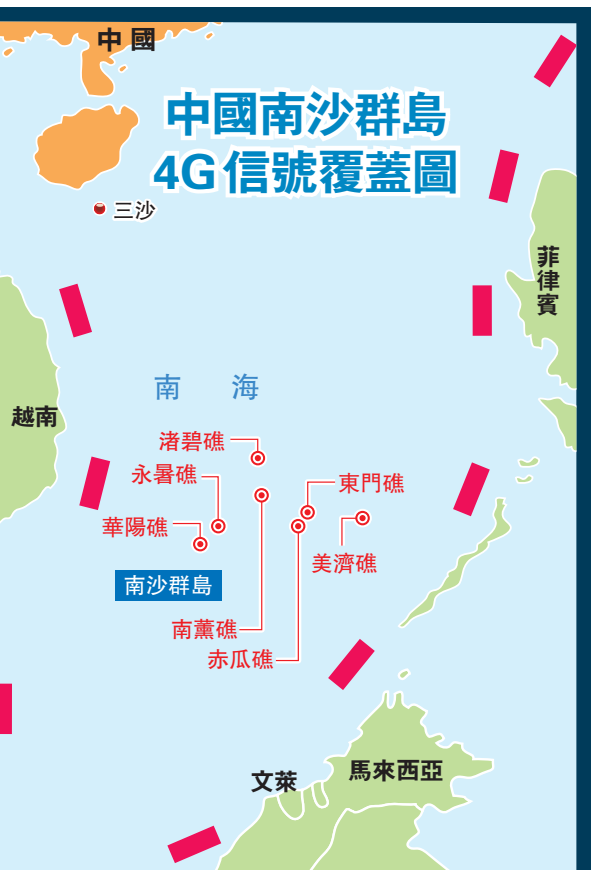 中國
中國南沙群島
4G信號覆蓋圖
三沙
菲律賓
南海
越南
渚碧礁
永暑礁
東門礁
華陽礁
美濟礁
南沙群島
南薰礁
赤瓜礁
馬來西亞
文萊